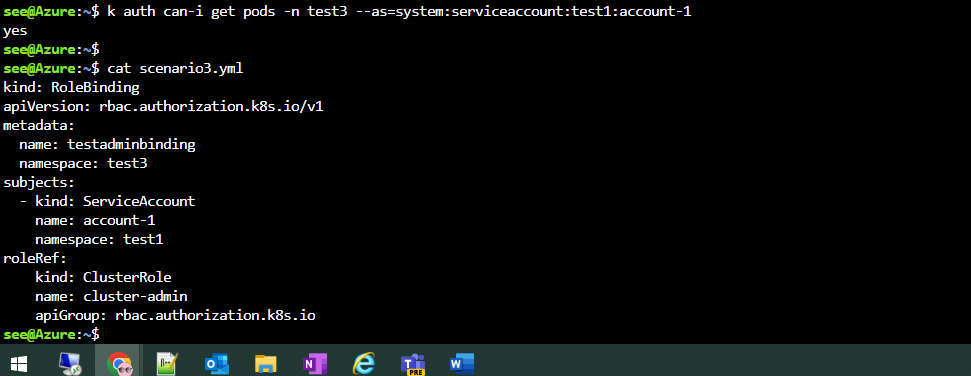 see@Azure:~$ k auth can-i get pods -n test3 --as=system:serviceaccount:test1:account-1
yes
see@Azure:~$
see@Azure:~$ cat scenario3.yml
kind: RoleBinding
apiVersion: rbac.authorization.k8s.io/v1
metadata:
  name: testadminbinding
  namespace: test3
subjects:
  - kind: ServiceAccount
    name: account-1
    namespace: test1
roleRef:
    kind: ClusterRole
    name: cluster-admin
    apiGroup: rbac.authorization.k8s.io
see@Azure:~$
N
T
PRE
W